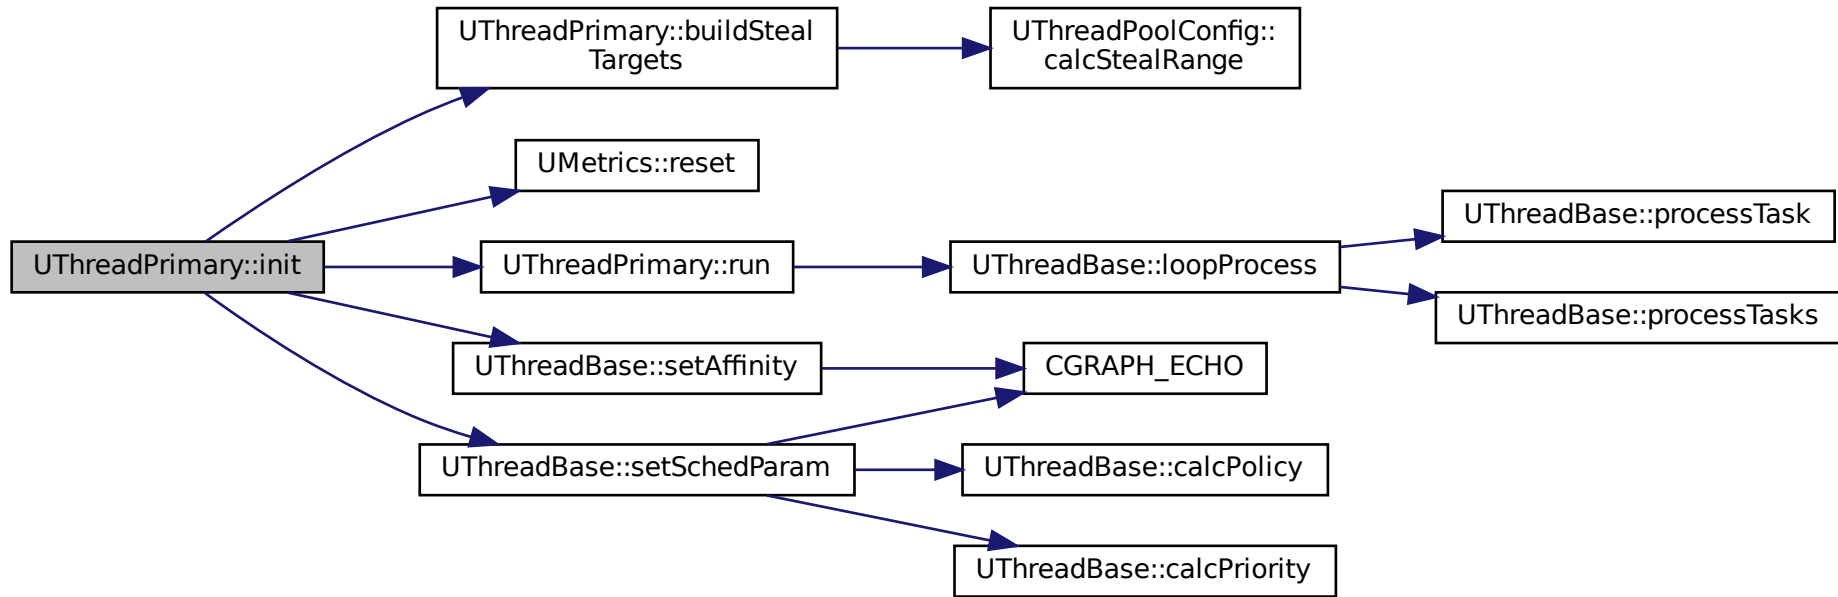 UThreadPrimary::buildSteal
Targets
UThreadPoolConfig::
calcStealRange
UMetrics::reset
UThreadBase::processTask
UThreadPrimary::init
UThreadPrimary::run
UThreadBase::loopProcess
UThreadBase::processTasks
UThreadBase::setAffinity
CGRAPH_ECHO
UThreadBase::setSchedParam
UThreadBase::calcPolicy
UThreadBase::calcPriority